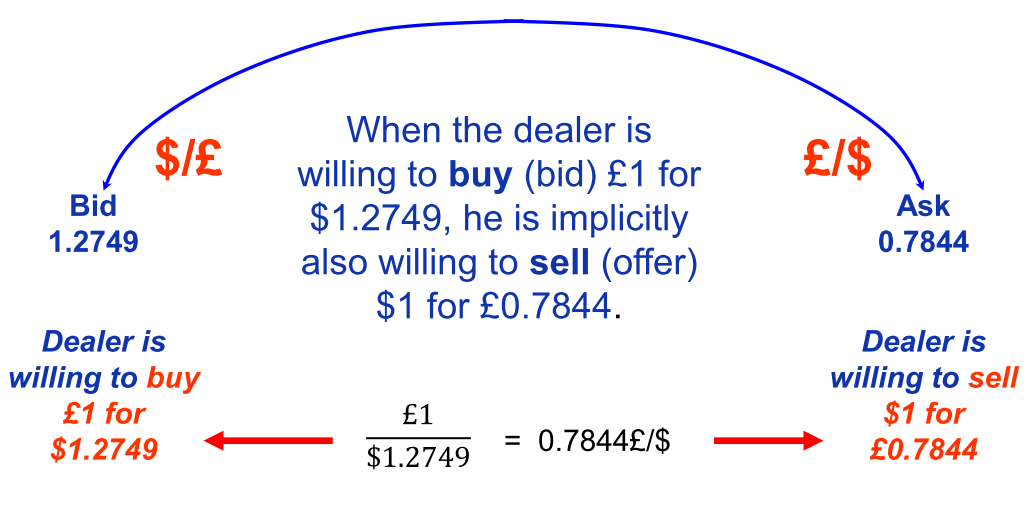 $/£
£/$
When the dealer is
willing to buy (bid) £1 for
$1.2749, he is implicitly
also willing to sell (offer)
$1 for £0.7844.
Bid
1.2749
Ask
0.7844
Dealer is
willing to buy
£1 for
$1.2749
£1
$1.2749
= 0.7844£/$
Dealer is
willing to sell
$1 for
£0.7844